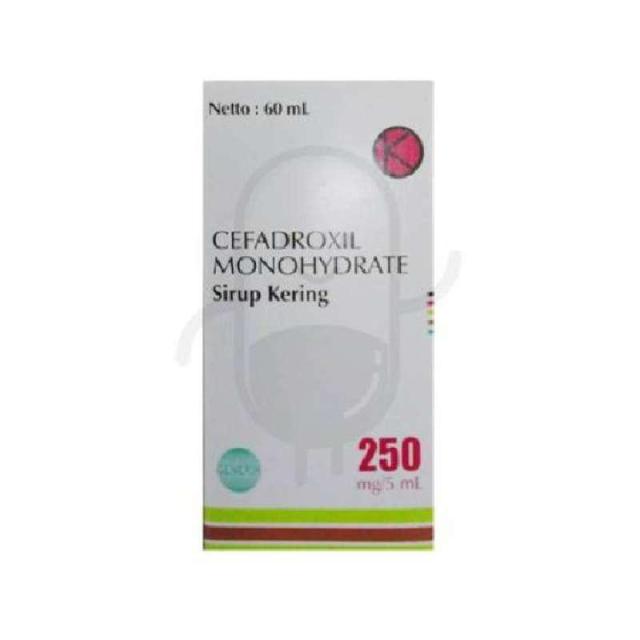 Netto : 60 mL
K
CEFADROXIL
MONOHYDRATE
Sirup Kering
250
mg/5 mL